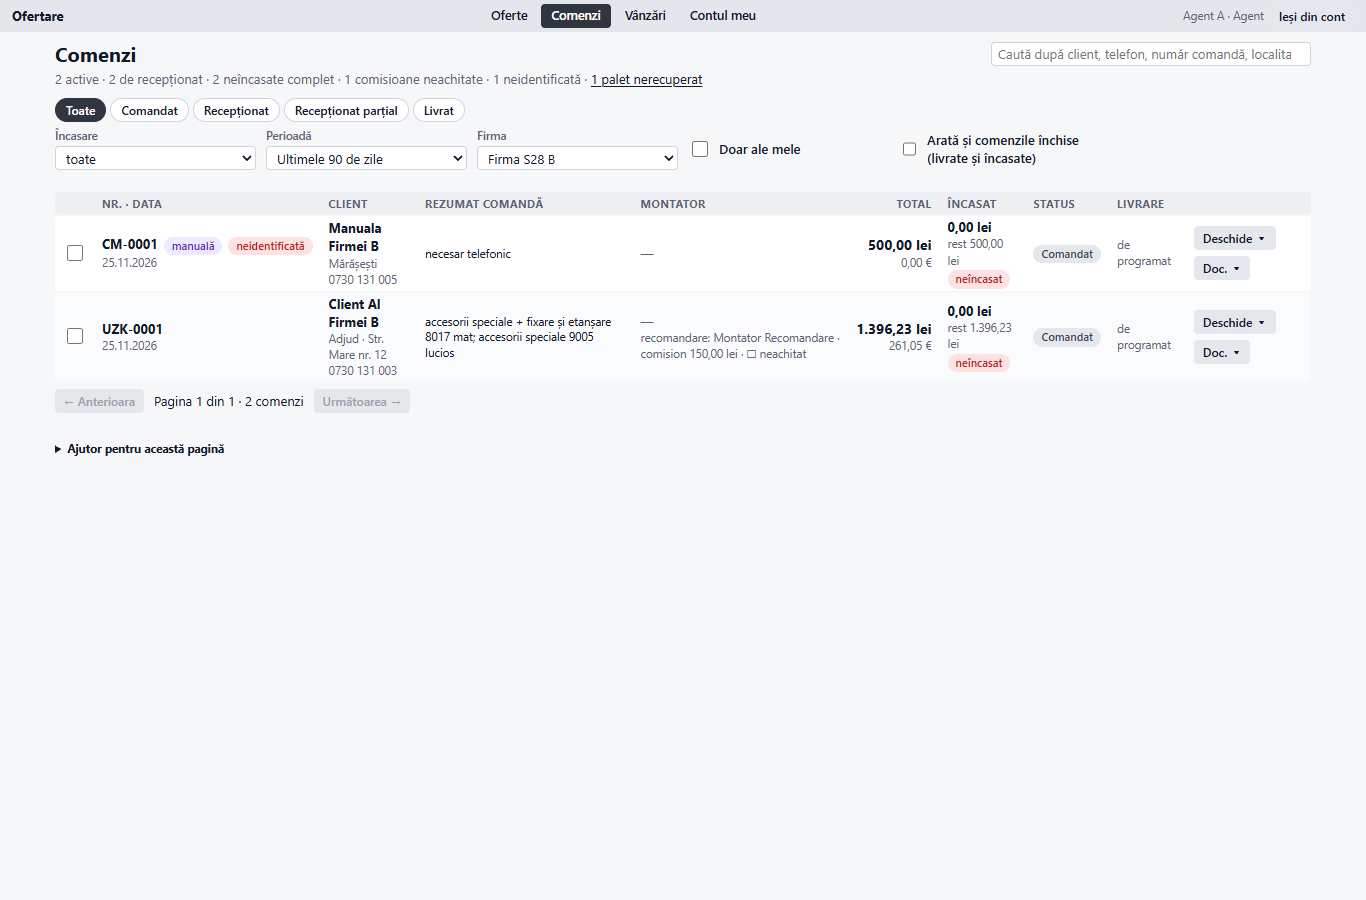 Ofertare
Oferte
Comenzi
Vânzări
Contul meu
Agent A · Agent
Ieși din cont
Comenzi
Caută după client, telefon, număr comandă, localita
2 active · 2 de recepționat · 2 neîncasate complet · 1 comisioane neachitate · 1 neidentificată · 1 palet nerecuperat
Toate
Comandat
Recepționat
Recepționat parțial
Livrat
Încasare
Perioadă
Firma
toate
Ultimele 90 de zile
Firma S28 B
Doar ale mele
Arată și comenzile închise
(livrate și încasate)
NR. · DATA
CLIENT
REZUMAT COMANDĂ
MONTATOR
TOTAL
ÎNCASAT
STATUS
LIVRARE
CM-0001
manuală
neidentificată
25.11.2026
Manuala
Firmei B
Mărășești
0730 131 005
necesar telefonic
—
500,00 lei
0,00 €
0,00 lei
rest 500,00
lei
neîncasat
Comandat
de
programat
Deschide ▾
Doc. ▾
UZK-0001
25.11.2026
Client Al
Firmei B
Adjud · Str.
Mare nr. 12
0730 131 003
accesorii speciale + fixare și etanșare
8017 mat; accesorii speciale 9005
lucios
—
recomandare: Montator Recomandare ·
comision 150,00 lei · ☐ neachitat
1.396,23 lei
261,05 €
0,00 lei
rest 1.396,23
lei
neîncasat
Comandat
de
programat
Deschide ▾
Doc. ▾
← Anterioara
Pagina 1 din 1 · 2 comenzi
Următoarea →
▸ Ajutor pentru această pagină